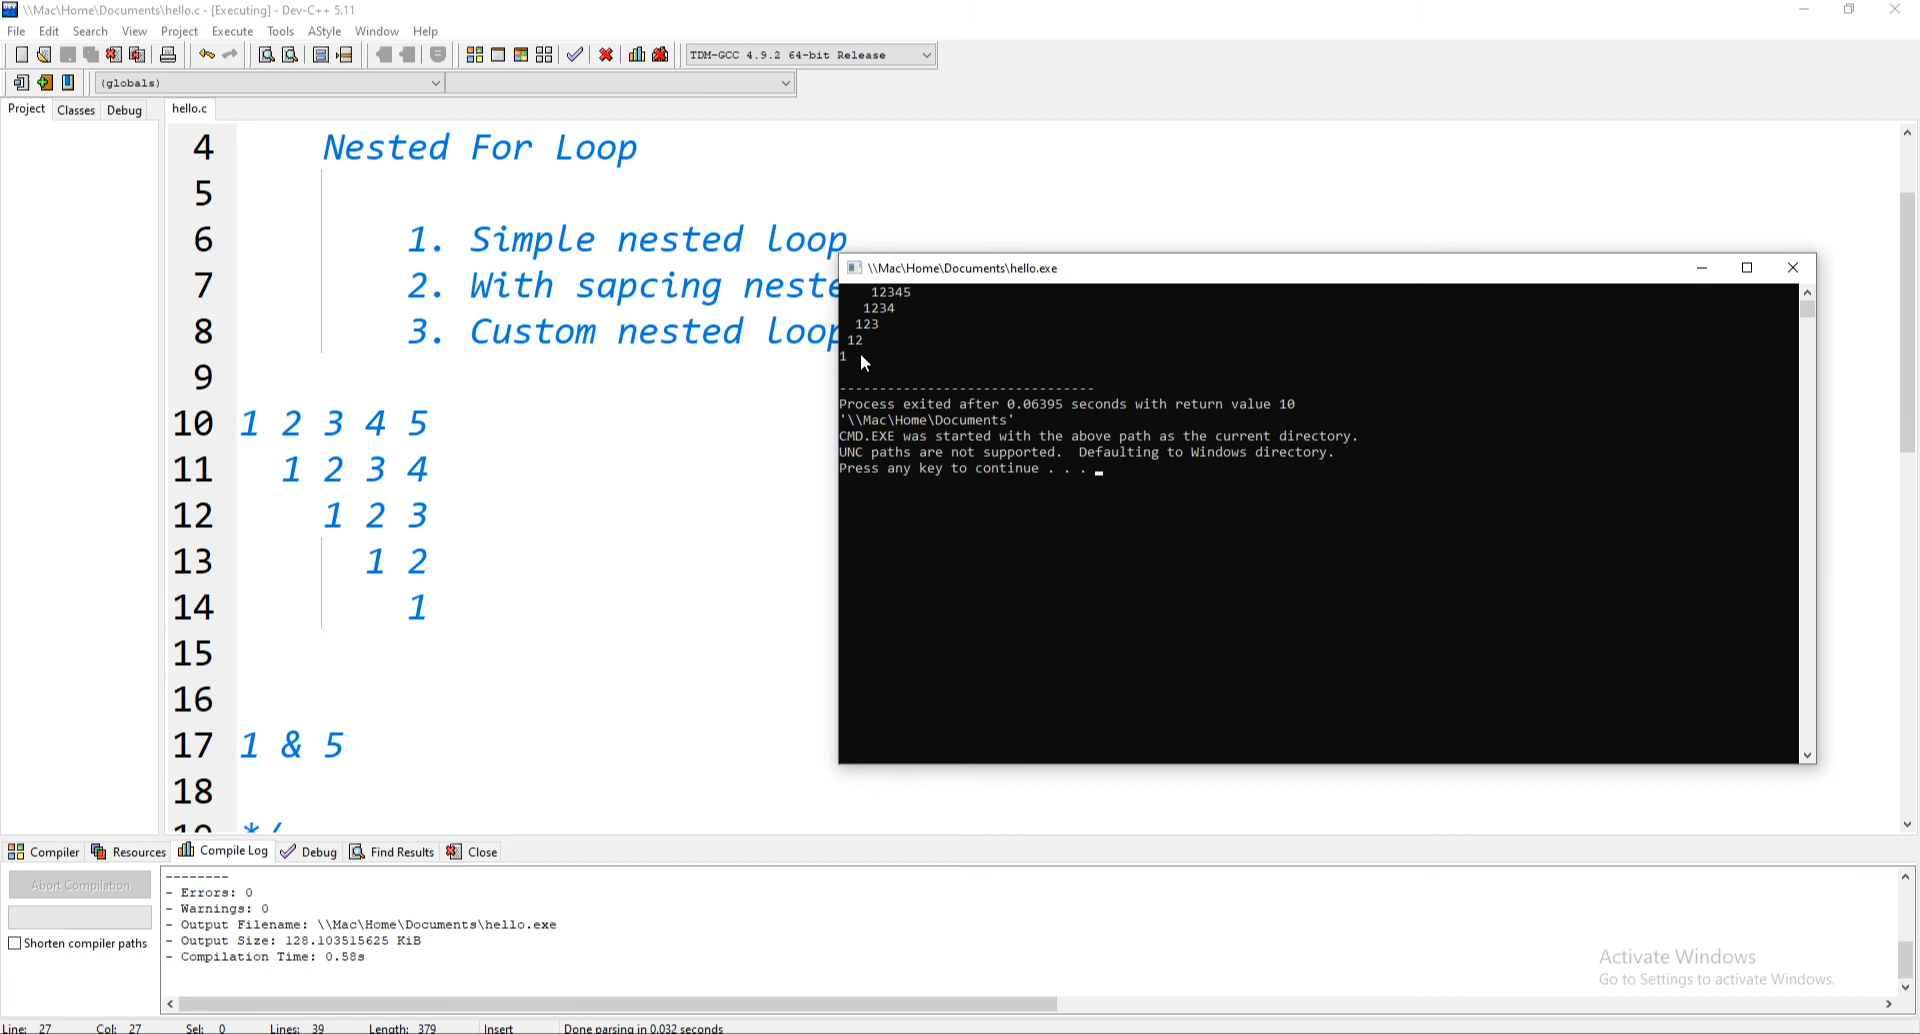 \\Mac\Home\Documents\hello.c - [Executing] - Dev-C++ 5.11
File Edit Search View Project Execute Tools AStyle Window Help
TDM-GCC 4.9.2 64-bit Release
(globals)
Project Classes Debug hello.c
4 Nested For Loop
5
6 1. Simple nested loop
7 2. With sapcing neste
8 3. Custom nested loop
9
10 1 2 3 4 5
11 1 2 3 4
12 1 2 3
13 1 2
14 1
15
16
17 1 & 5
18
19 */
\\Mac\Home\Documents\hello.exe
12345
1234
123
12
1
--------------------------------
Process exited after 0.06395 seconds with return value 10
'\\Mac\Home\Documents'
CMD.EXE was started with the above path as the current directory.
UNC paths are not supported.  Defaulting to Windows directory.
Press any key to continue . . .
Compiler Resources Compile Log Debug Find Results Close
Abort Compilation
Shorten compiler paths
--------
- Errors: 0
- Warnings: 0
- Output Filename: \\Mac\Home\Documents\hello.exe
- Output Size: 128.103515625 KiB
- Compilation Time: 0.58s
Activate Windows
Go to Settings to activate Windows.
Line: 27 Col: 27 Sel: 0 Lines: 39 Length: 379 Insert Done parsing in 0.032 seconds